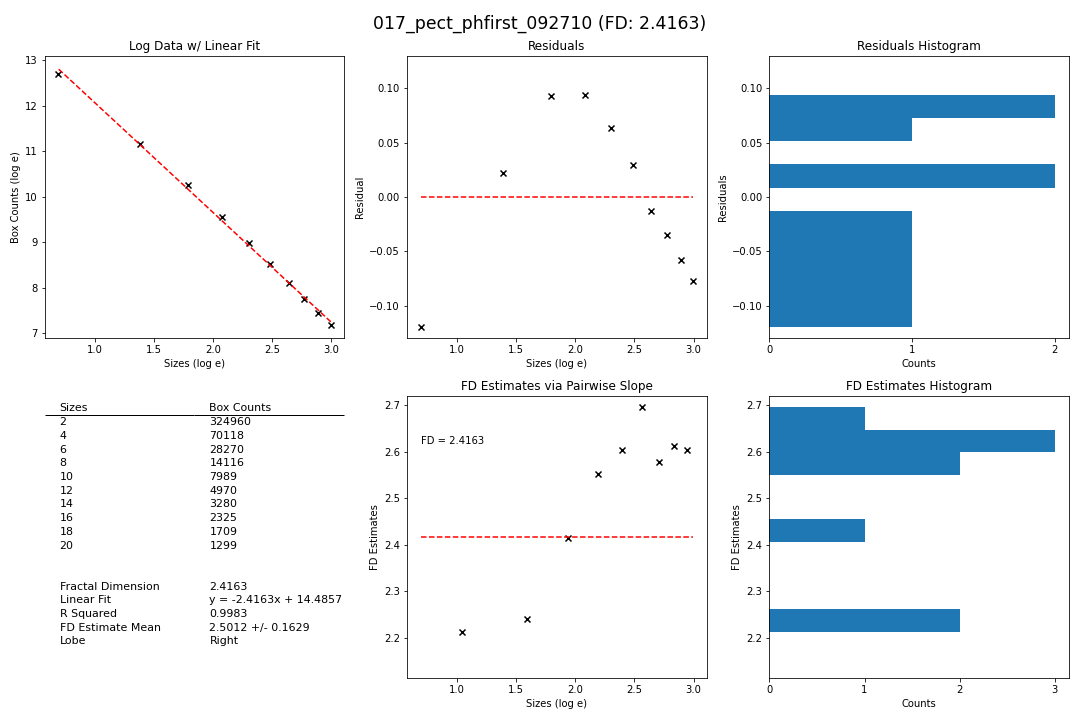 017_pect_phfirst_092710 (FD: 2.4163)
Log Data w/ Linear Fit
Box Counts (log e)
13
12
11
10
9
8
7
1.0 1.5 2.0 2.5 3.0
Sizes (log e)
Residuals
Residual
0.10
0.05
0.00
−0.05
−0.10
1.0 1.5 2.0 2.5 3.0
Sizes (log e)
Residuals Histogram
Residuals
0.10
0.05
0.00
−0.05
−0.10
0 1 2
Counts
Sizes Box Counts
2 324960
4 70118
6 28270
8 14116
10 7989
12 4970
14 3280
16 2325
18 1709
20 1299
Fractal Dimension 2.4163
Linear Fit y = -2.4163x + 14.4857
R Squared 0.9983
FD Estimate Mean 2.5012 +/- 0.1629
Lobe Right
FD Estimates via Pairwise Slope
FD Estimates
2.7
2.6
2.5
2.4
2.3
2.2
FD = 2.4163
1.0 1.5 2.0 2.5 3.0
Sizes (log e)
FD Estimates Histogram
FD Estimates
2.7
2.6
2.5
2.4
2.3
2.2
0 1 2 3
Counts